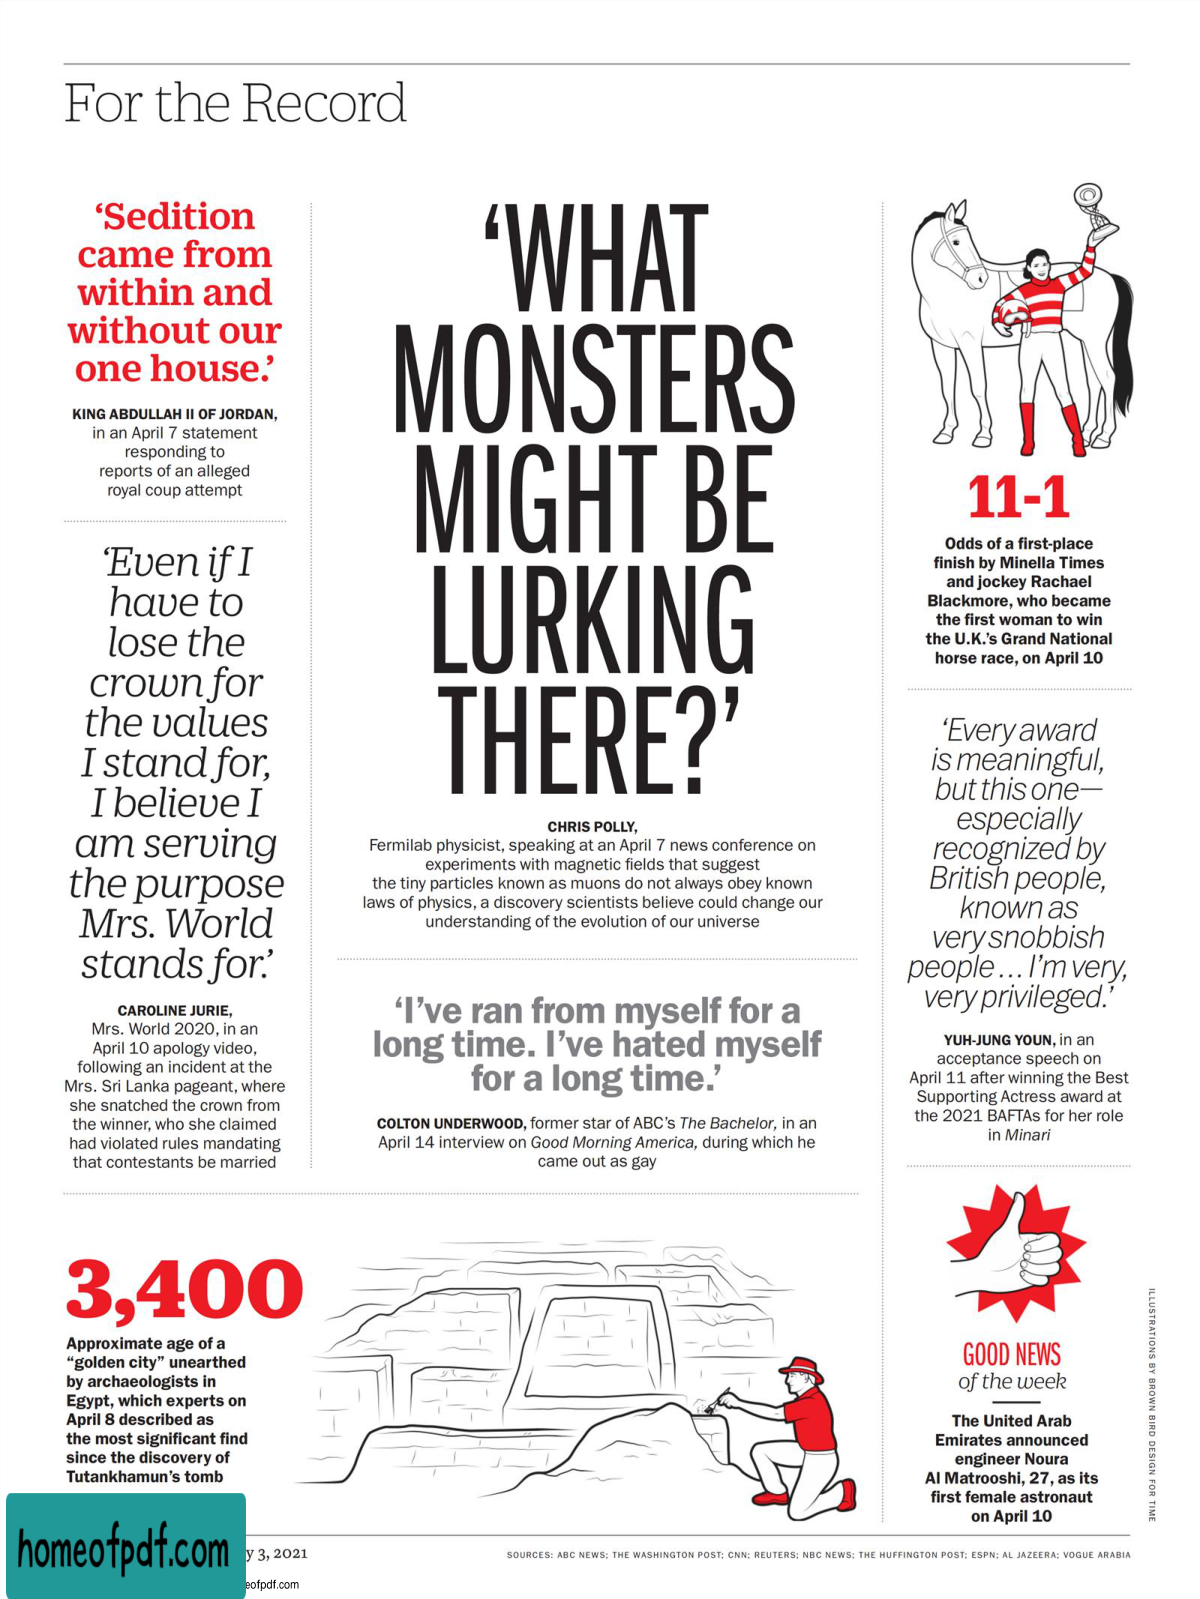 For the Record
‘Sedition
came from
within and
without our
one house.’
KING ABDULLAH II OF JORDAN,
in an April 7 statement
responding to
reports of an alleged
royal coup attempt
‘Even if I
have to
lose the
crown for
the values
I stand for,
I believe I
am serving
the purpose
Mrs. World
stands for.’
CAROLINE JURIE,
Mrs. World 2020, in an
April 10 apology video,
following an incident at the
Mrs. Sri Lanka pageant, where
she snatched the crown from
the winner, who she claimed
had violated rules mandating
that contestants be married
‘WHAT
MONSTERS
MIGHT BE
LURKING
THERE?’
CHRIS POLLY,
Fermilab physicist, speaking at an April 7 news conference on
experiments with magnetic fields that suggest
the tiny particles known as muons do not always obey known
laws of physics, a discovery scientists believe could change our
understanding of the evolution of our universe
‘I’ve ran from myself for a
long time. I’ve hated myself
for a long time.’
COLTON UNDERWOOD, former star of ABC’s The Bachelor, in an
April 14 interview on Good Morning America, during which he
came out as gay
3,400
Approximate age of a
“golden city” unearthed
by archaeologists in
Egypt, which experts on
April 8 described as
the most significant find
since the discovery of
Tutankhamun’s tomb
11-1
Odds of a first-place
finish by Minella Times
and jockey Rachael
Blackmore, who became
the first woman to win
the U.K.’s Grand National
horse race, on April 10
‘Every award
is meaningful,
but this one—
especially
recognized by
British people,
known as
very snobbish
people ... I’m very,
very privileged.’
YUH-JUNG YOUN, in an
acceptance speech on
April 11 after winning the Best
Supporting Actress award at
the 2021 BAFTAs for her role
in Minari
GOOD NEWS
of the week
The United Arab
Emirates announced
engineer Noura
Al Matrooshi, 27, as its
first female astronaut
on April 10
ILLUSTRATIONS BY BROWN BIRD DESIGN FOR TIME
homeofpdf.com
y 3, 2021
SOURCES: ABC NEWS; THE WASHINGTON POST; CNN; REUTERS; NBC NEWS; THE HUFFINGTON POST; ESPN; AL JAZEERA; VOGUE ARABIA
eofpdf.com